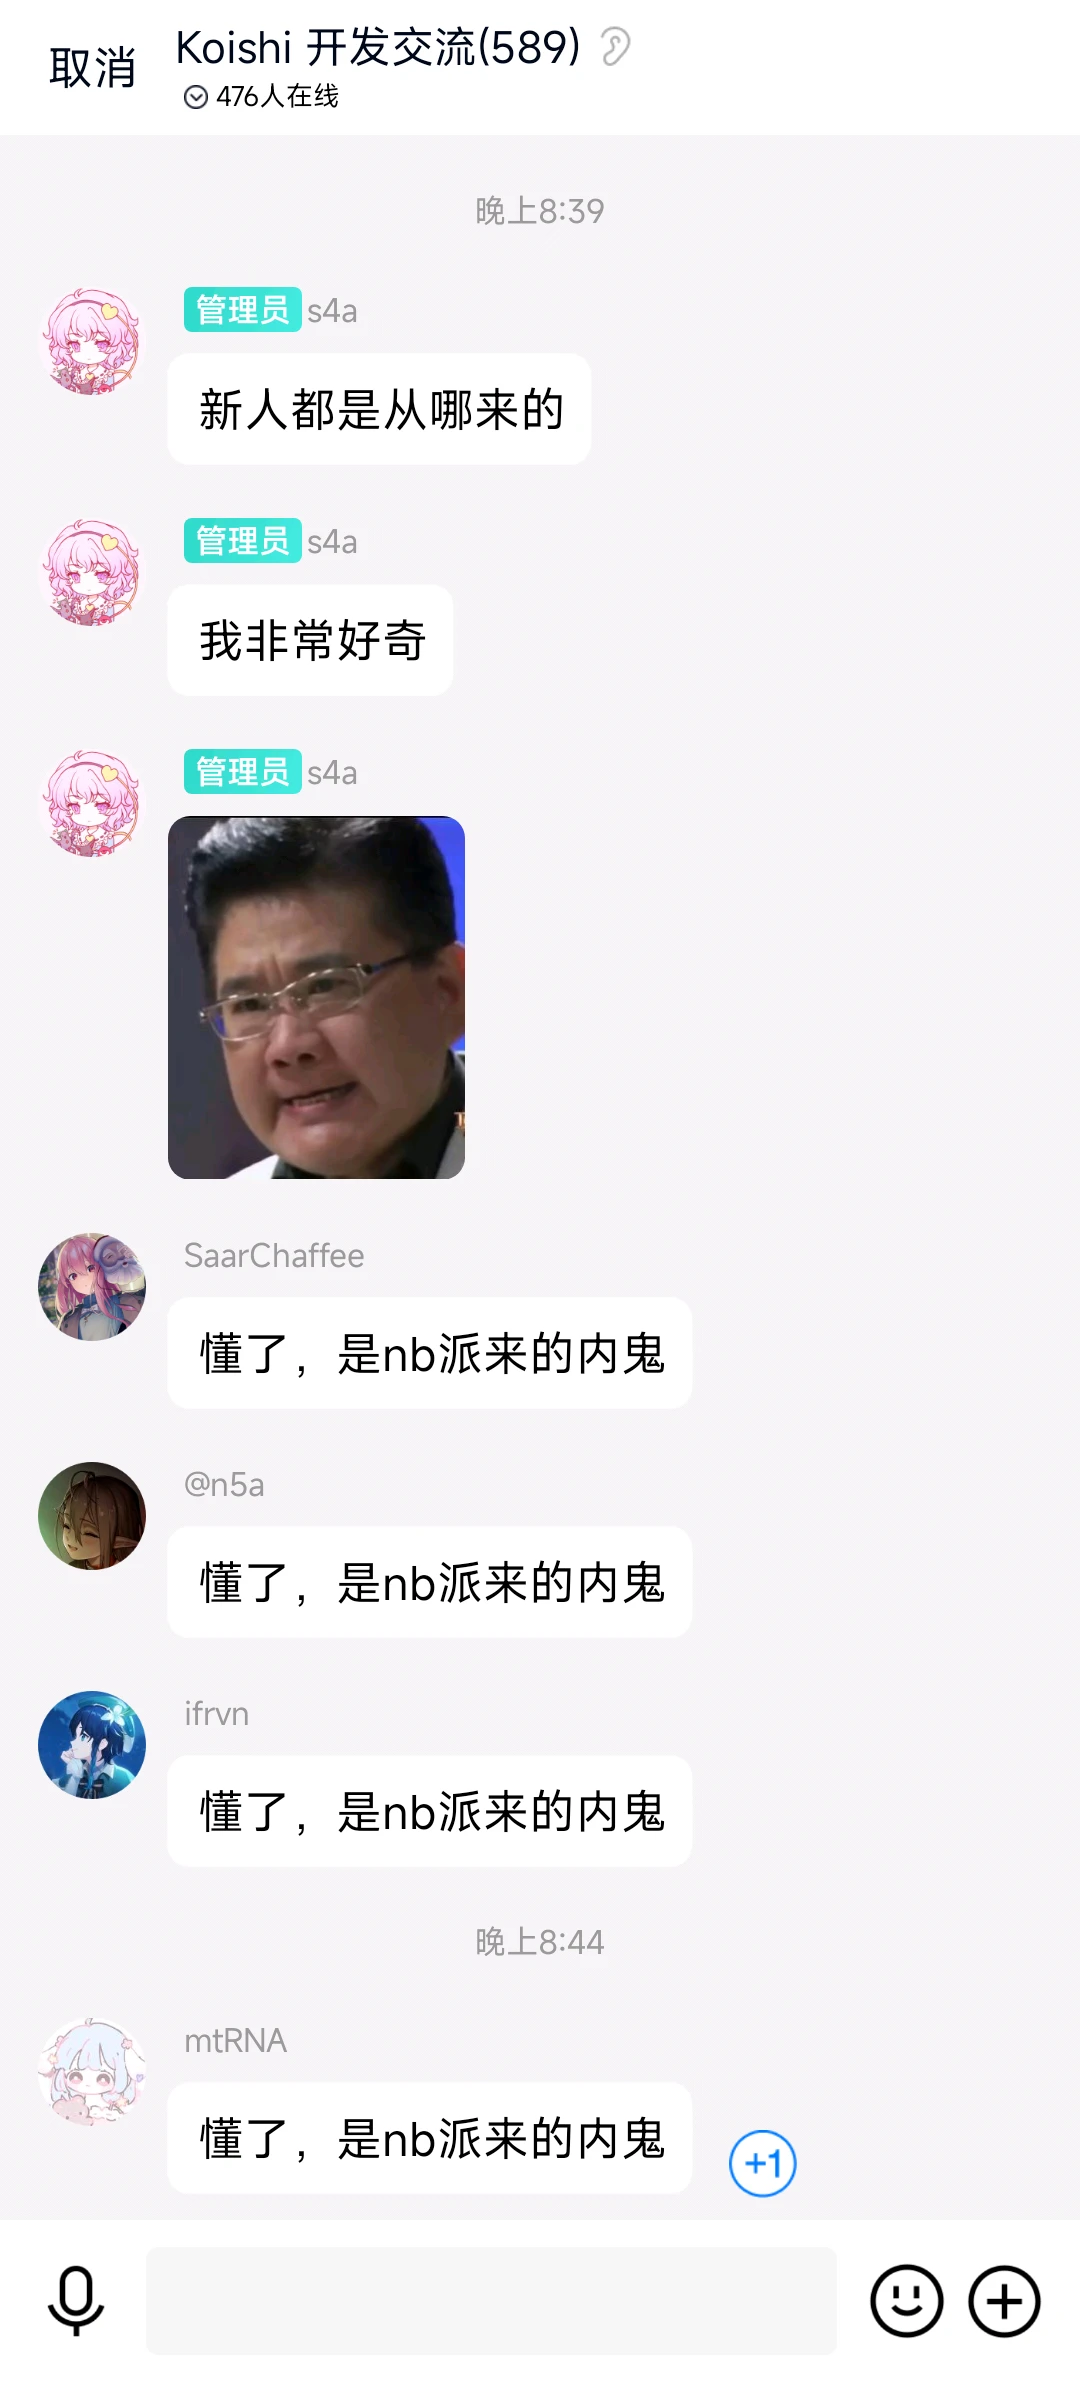 取消
Koishi 开发交流(589)
476人在线
晚上8:39
管理员 s4a
新人都是从哪来的
管理员 s4a
我非常好奇
管理员 s4a
SaarChaffee
懂了，是nb派来的内鬼
@n5a
懂了，是nb派来的内鬼
ifrvn
懂了，是nb派来的内鬼
晚上8:44
mtRNA
懂了，是nb派来的内鬼
+1